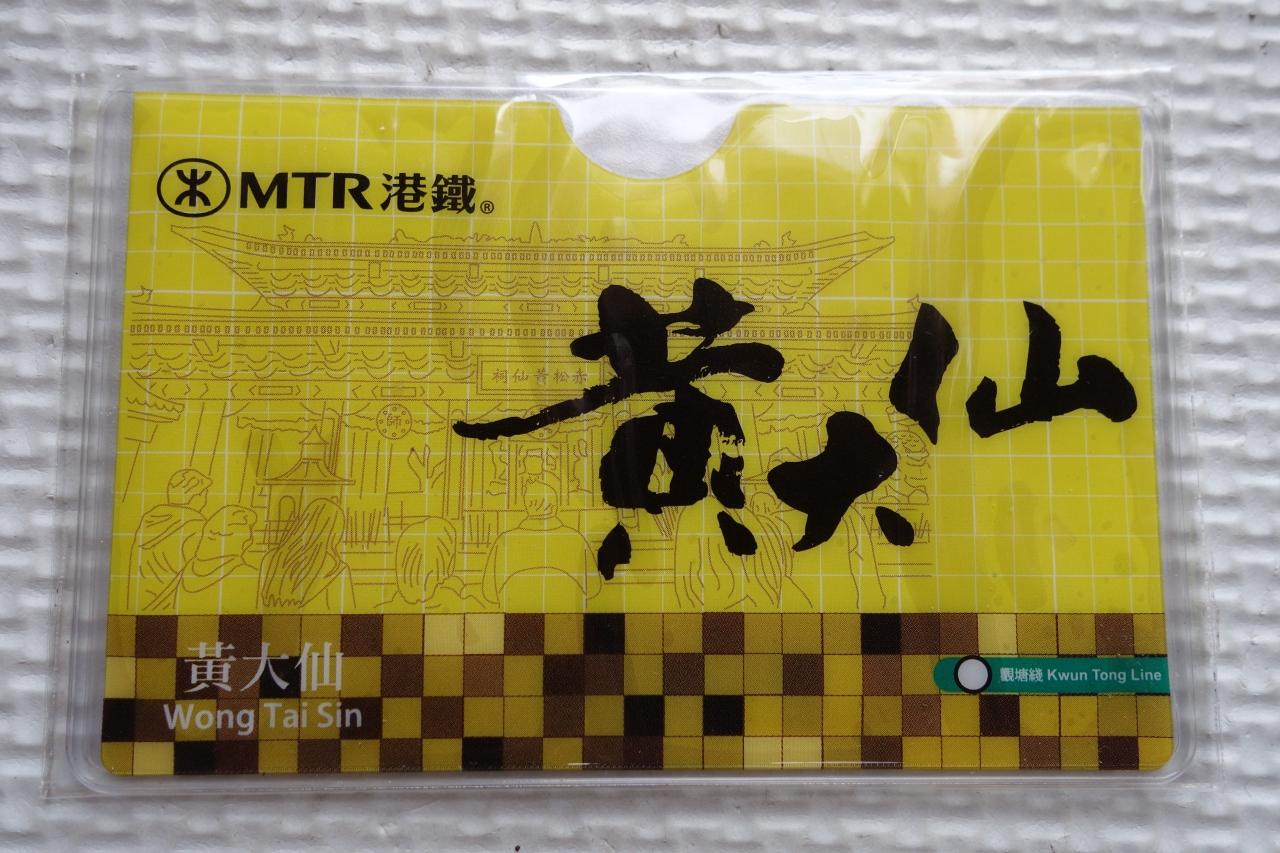 MTR 港鐵®
祠仙黃松赤
黃大仙
黃大仙
Wong Tai Sin
觀塘綫 Kwun Tong Line